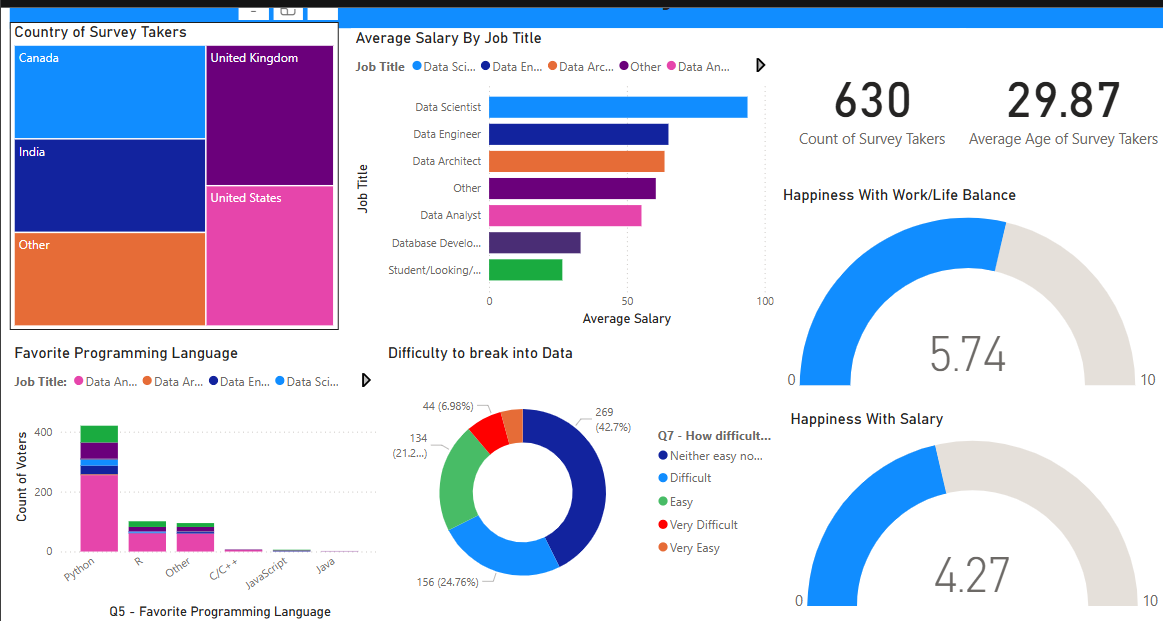 Country of Survey Takers
Canada
United Kingdom
India
United States
Other
Average Salary By Job Title
Job Title Data Sci... Data En... Data Arc... Other Data An...
Job Title
Data Scientist
Data Engineer
Data Architect
Other
Data Analyst
Database Develo...
Student/Looking/...
0 50 100
Average Salary
630
Count of Survey Takers
29.87
Average Age of Survey Takers
Happiness With Work/Life Balance
5.74
0 10
Favorite Programming Language
Job Title: Data An... Data Ar... Data En... Data Sci...
Count of Voters
400
200
0
Python R Other C/C++ JavaScript Java
Q5 - Favorite Programming Language
Difficulty to break into Data
44 (6.98%)
269
(42.7%)
134
(21.2...)
156 (24.76%)
Q7 - How difficult...
Neither easy no...
Difficult
Easy
Very Difficult
Very Easy
Happiness With Salary
4.27
0 10